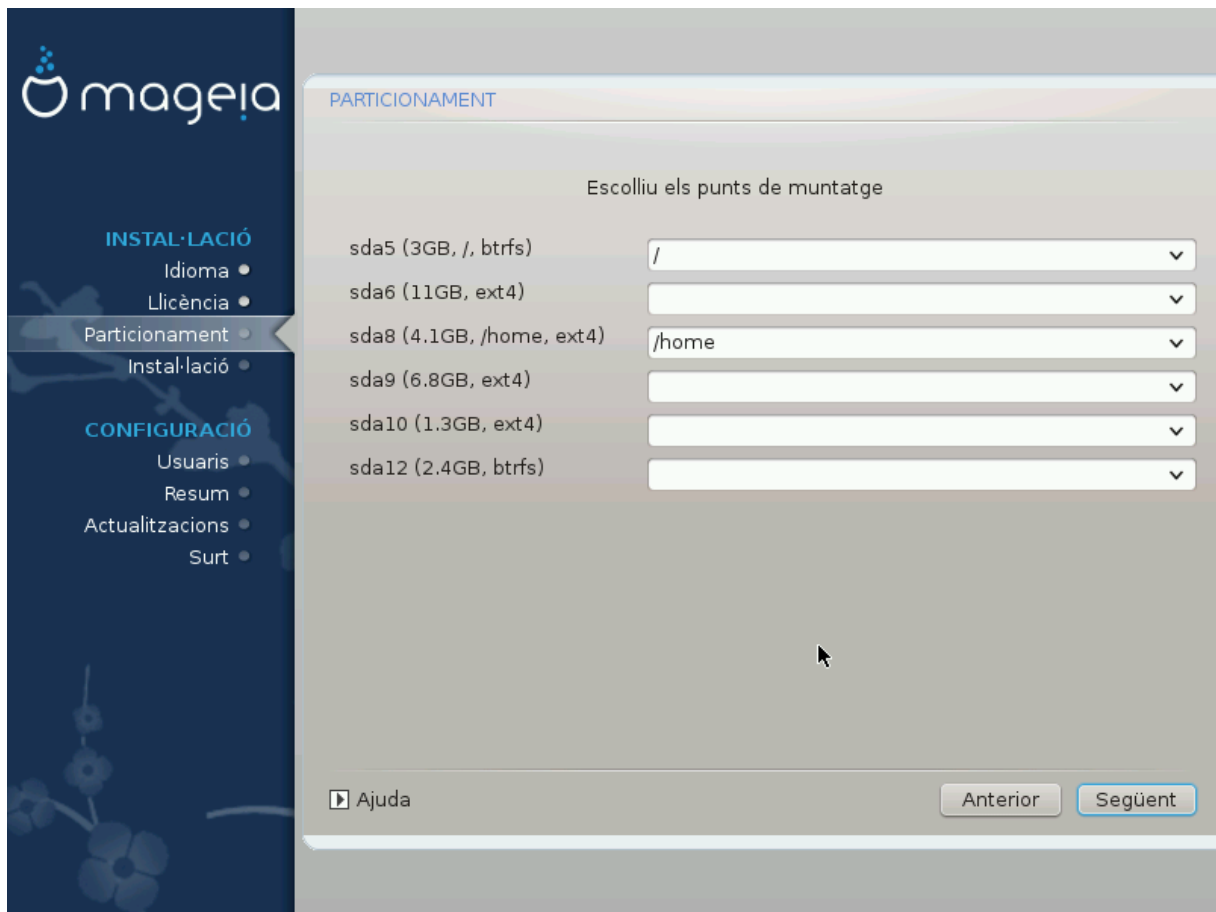 mageia
INSTAL·LACIÓ
Idioma
Llicència
Particionament
Instal·lació
CONFIGURACIÓ
Usuaris
Resum
Actualitzacions
Surt
PARTICIONAMENT
Escolliu els punts de muntatge
sda5 (3GB, /, btrfs) /
sda6 (11GB, ext4)
sda8 (4.1GB, /home, ext4) /home
sda9 (6.8GB, ext4)
sda10 (1.3GB, ext4)
sda12 (2.4GB, btrfs)
Ajuda Anterior Següent